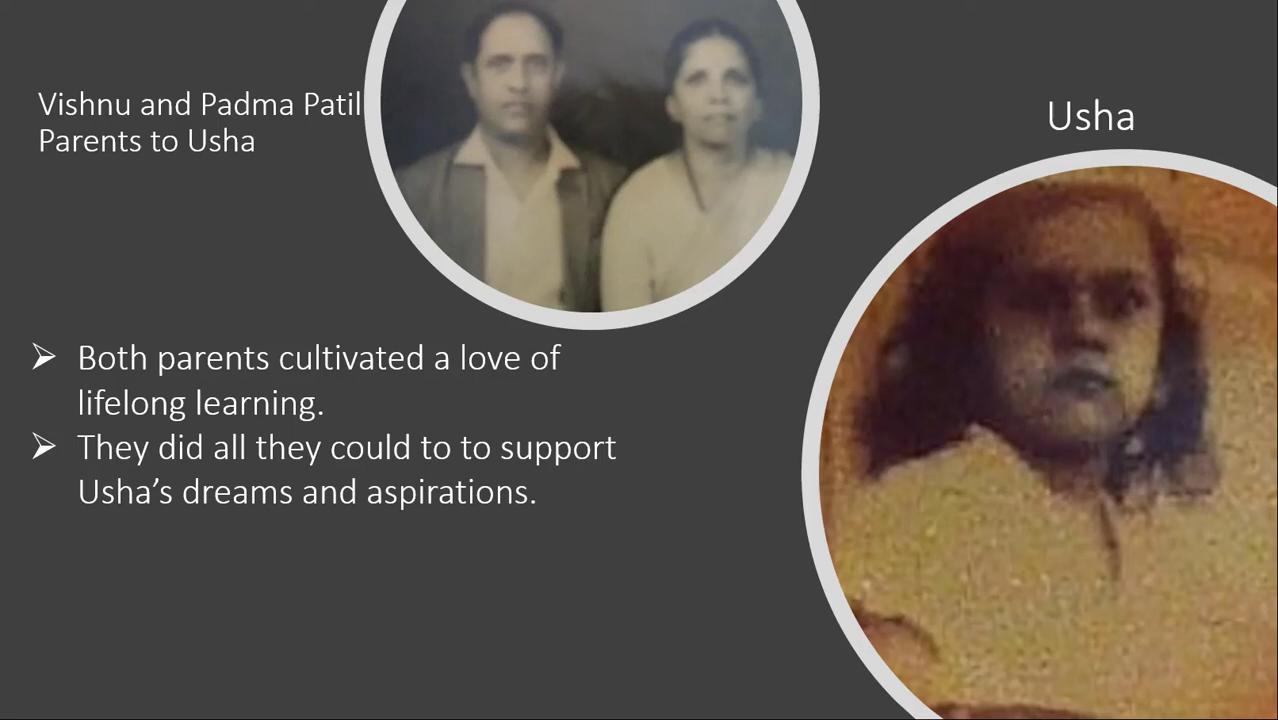 Vishnu and Padma Patil
Parents to Usha
Usha
Both parents cultivated a love of
lifelong learning.
They did all they could to to support
Usha’s dreams and aspirations.